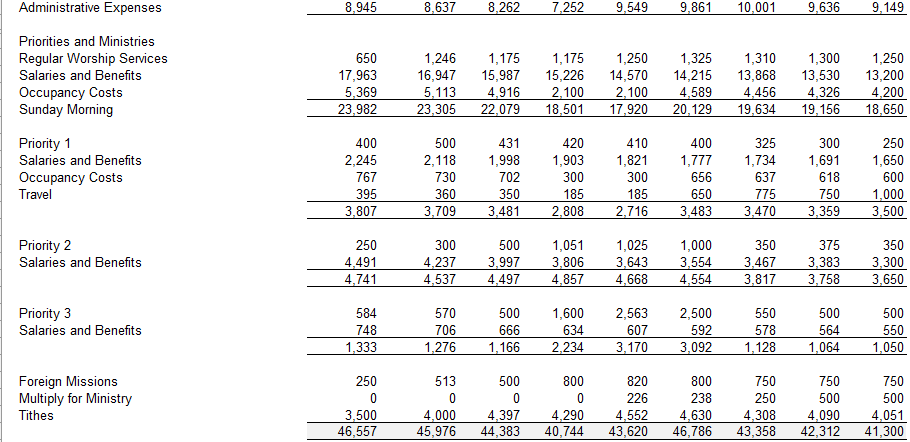 Administrative Expenses 8,945 8,637 8,262 7,252 9,549 9,861 10,001 9,636 9,149
Priorities and Ministries
Regular Worship Services 650 1,246 1,175 1,175 1,250 1,325 1,310 1,300 1,250
Salaries and Benefits 17,963 16,947 15,987 15,226 14,570 14,215 13,868 13,530 13,200
Occupancy Costs 5,369 5,113 4,916 2,100 2,100 4,589 4,456 4,326 4,200
Sunday Morning 23,982 23,305 22,079 18,501 17,920 20,129 19,634 19,156 18,650
Priority 1 400 500 431 420 410 400 325 300 250
Salaries and Benefits 2,245 2,118 1,998 1,903 1,821 1,777 1,734 1,691 1,650
Occupancy Costs 767 730 702 300 300 656 637 618 600
Travel 395 360 350 185 185 650 775 750 1,000
3,807 3,709 3,481 2,808 2,716 3,483 3,470 3,359 3,500
Priority 2 250 300 500 1,051 1,025 1,000 350 375 350
Salaries and Benefits 4,491 4,237 3,997 3,806 3,643 3,554 3,467 3,383 3,300
4,741 4,537 4,497 4,857 4,668 4,554 3,817 3,758 3,650
Priority 3 584 570 500 1,600 2,563 2,500 550 500 500
Salaries and Benefits 748 706 666 634 607 592 578 564 550
1,333 1,276 1,166 2,234 3,170 3,092 1,128 1,064 1,050
Foreign Missions 250 513 500 800 820 800 750 750 750
Multiply for Ministry 0 0 0 0 226 238 250 500 500
Tithes 3,500 4,000 4,397 4,290 4,552 4,630 4,308 4,090 4,051
46,557 45,976 44,383 40,744 43,620 46,786 43,358 42,312 41,300